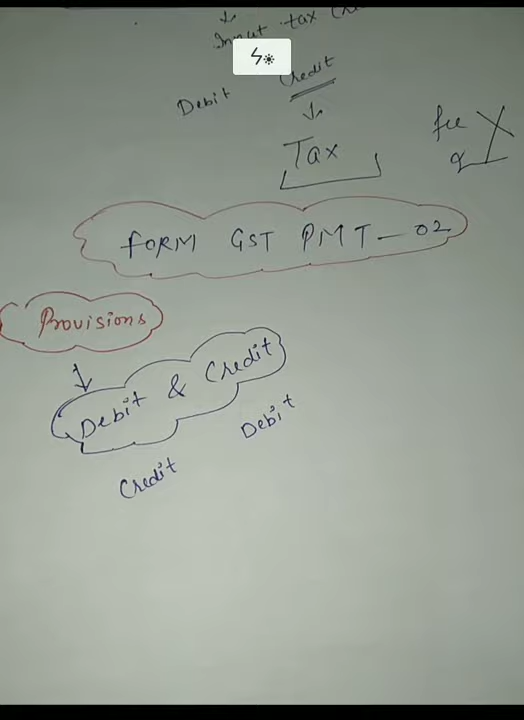 Input tax
Debit Credit
Tax
fee
FORM GST PMT-02
Provisions
Debit & Credit
Credit Debit